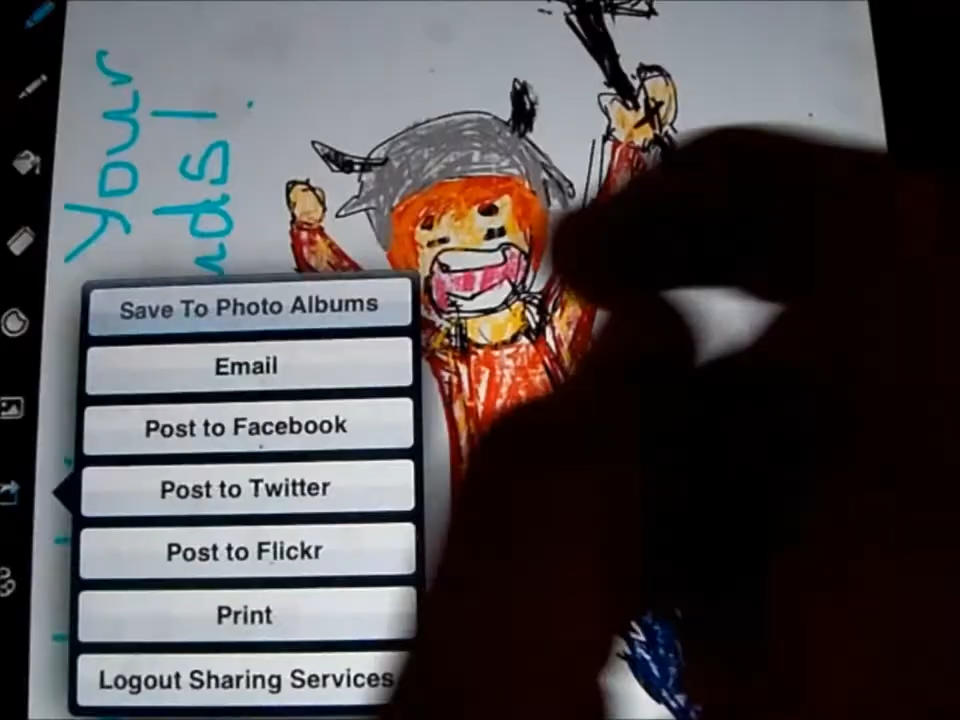 Your
Save To Photo Albums
Email
Post to Facebook
Post to Twitter
Post to Flickr
Print
Logout Sharing Services